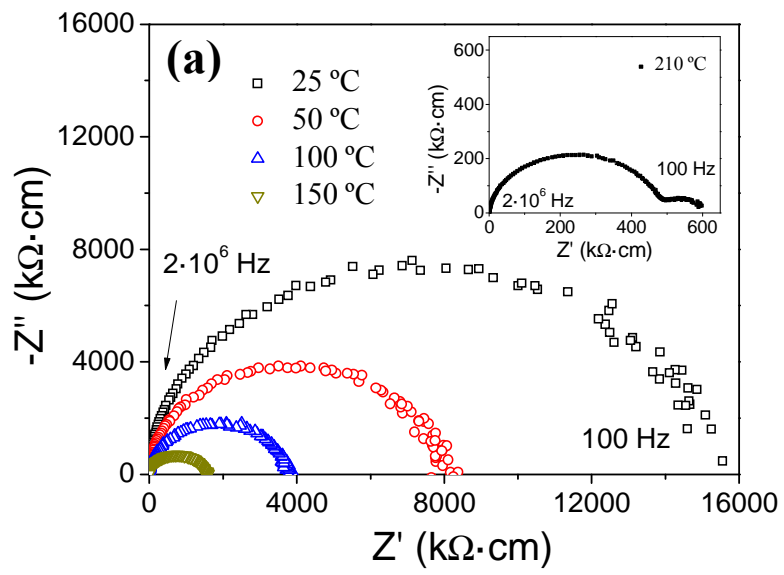 (a)
25 ºC
50 ºC
100 ºC
150 ºC
2·10⁶ Hz
100 Hz
-Z'' (kΩ·cm)
16000
12000
8000
4000
0
0 4000 8000 12000 16000
Z' (kΩ·cm)
210 ºC
100 Hz
2·10⁶ Hz
-Z'' (kΩ·cm)
600
400
200
0
0 200 400 600
Z' (kΩ·cm)